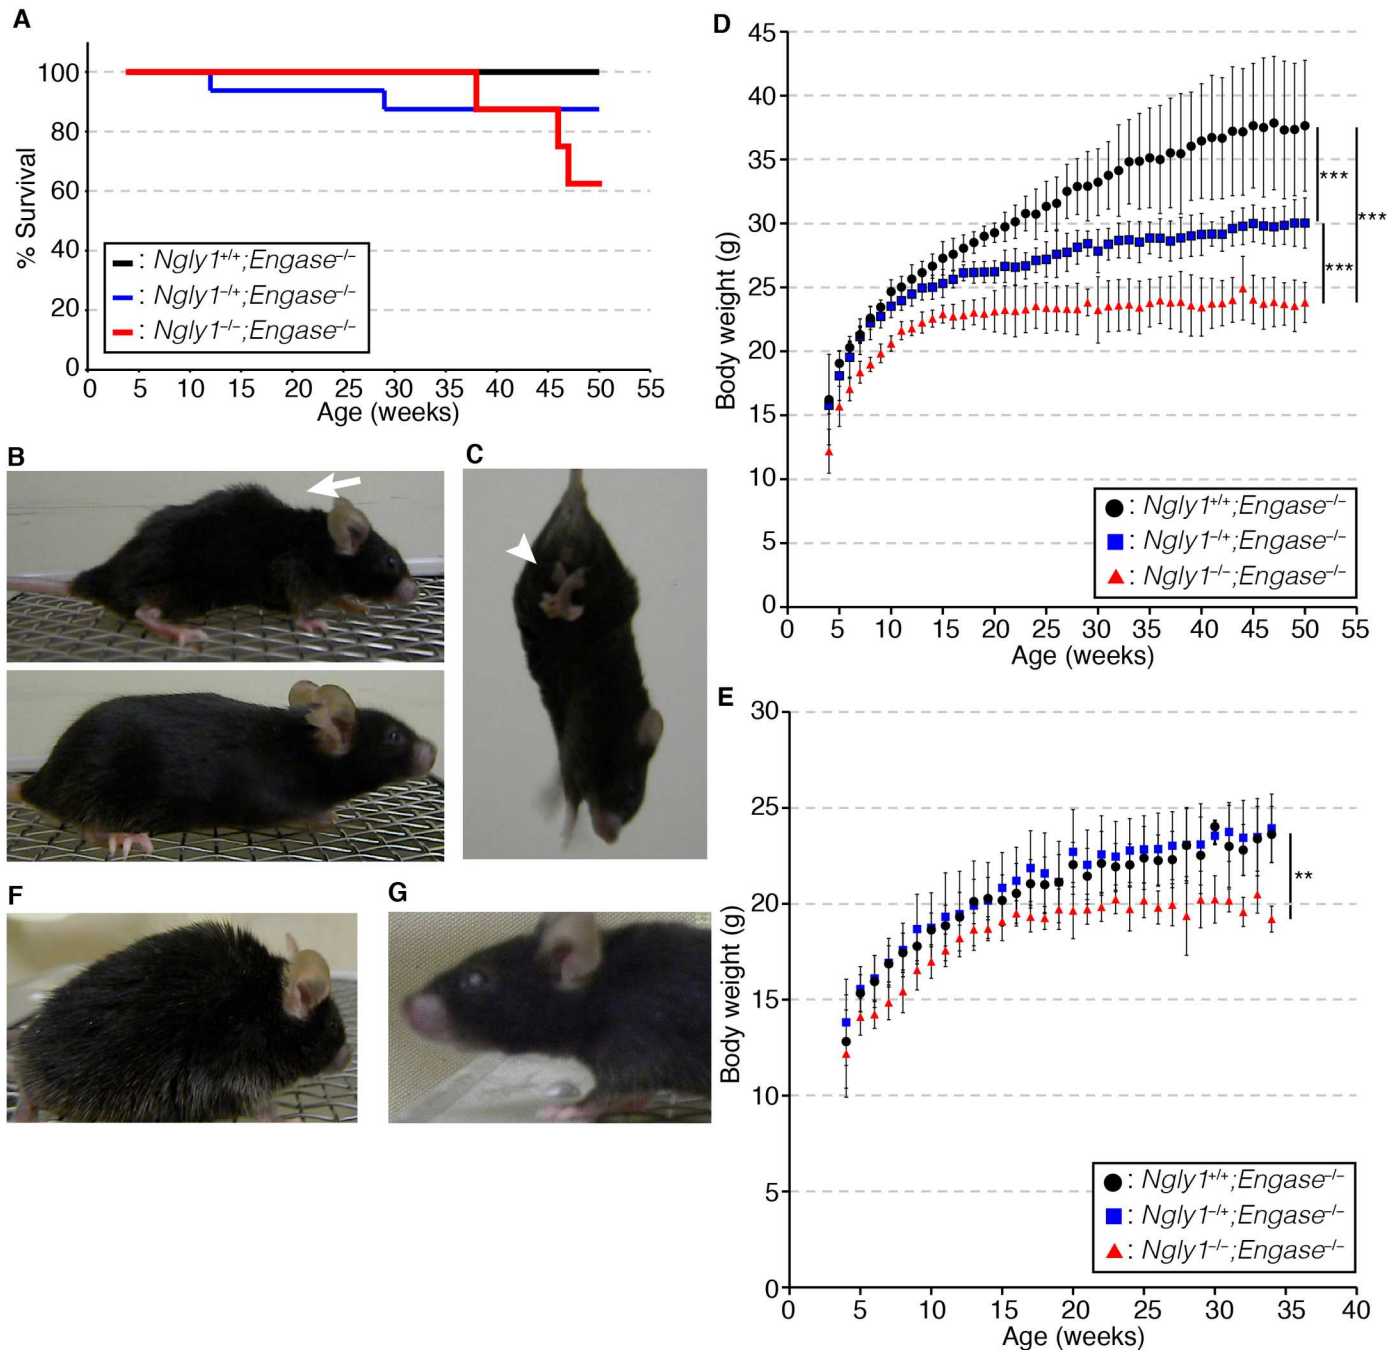 A
% Survival
100
80
60
40
20
0
0 5 10 15 20 25 30 35 40 45 50 55
Age (weeks)
: Ngly1+/+;Engase–/–
: Ngly1–/+;Engase–/–
: Ngly1–/–;Engase–/–
B
C
D
Body weight (g)
45
40
35
30
25
20
15
10
5
0
0 5 10 15 20 25 30 35 40 45 50 55
Age (weeks)
***
***
***
: Ngly1+/+;Engase–/–
: Ngly1–/+;Engase–/–
: Ngly1–/–;Engase–/–
E
Body weight (g)
30
25
20
15
10
5
0
0 5 10 15 20 25 30 35 40
Age (weeks)
**
: Ngly1+/+;Engase–/–
: Ngly1–/+;Engase–/–
: Ngly1–/–;Engase–/–
F
G